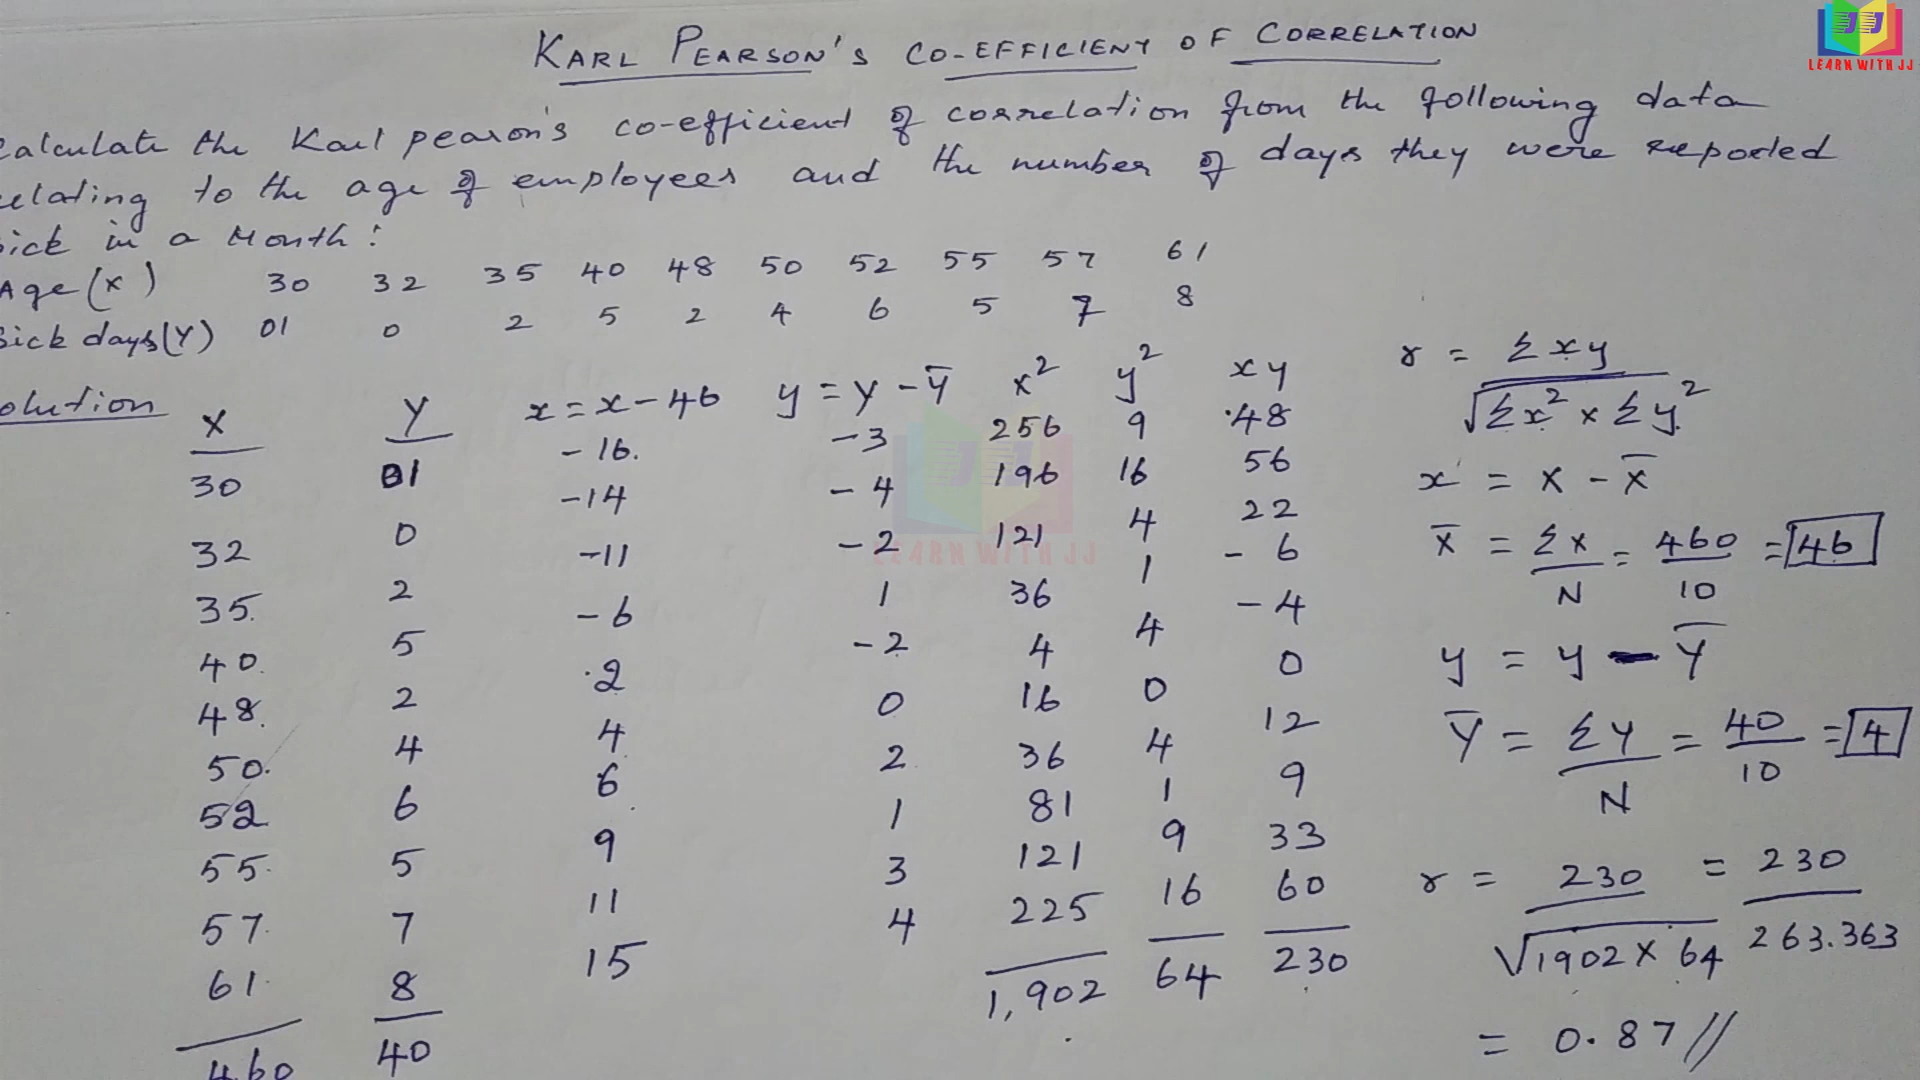 KARL PEARSON'S CO-EFFICIENT OF CORRELATION
LEARN WITH JJ
calculate the Karl pearon's co-efficient of correlation from the following data
relating to the age of employees and the number of days they were reported
sick in a Month:
Age (X) 30 32 35 40 48 50 52 55 57 61
Sick days (Y) 01 0 2 5 2 4 6 5 7 8
solution
X Y x = x - 46 y = Y - Y̅ x² y² xy
30 01 -16. -3 256 9 48
32 0 -14 -4 196 16 56
35. 2 -11 -2 121 4 22
40. 5 -6 1 36 1 -6
48. 2 2 -2 4 4 -4
50. 4 4 0 16 0 0
52 6 6 2 36 4 12
55. 5 9 1 81 1 9
57. 7 11 3 121 9 33
61. 8 15 4 225 16 60
460 40 1,902 64 230
LEARN WITH JJ
r = Σxy / √Σx² × Σy²
x = X - X̅
X̅ = Σx / N = 460 / 10 = 46
y = y - Y̅
Y̅ = ΣY / N = 40 / 10 = 4
r = 230 / √1902 × 64 = 230 / 263.363
= 0.87 //